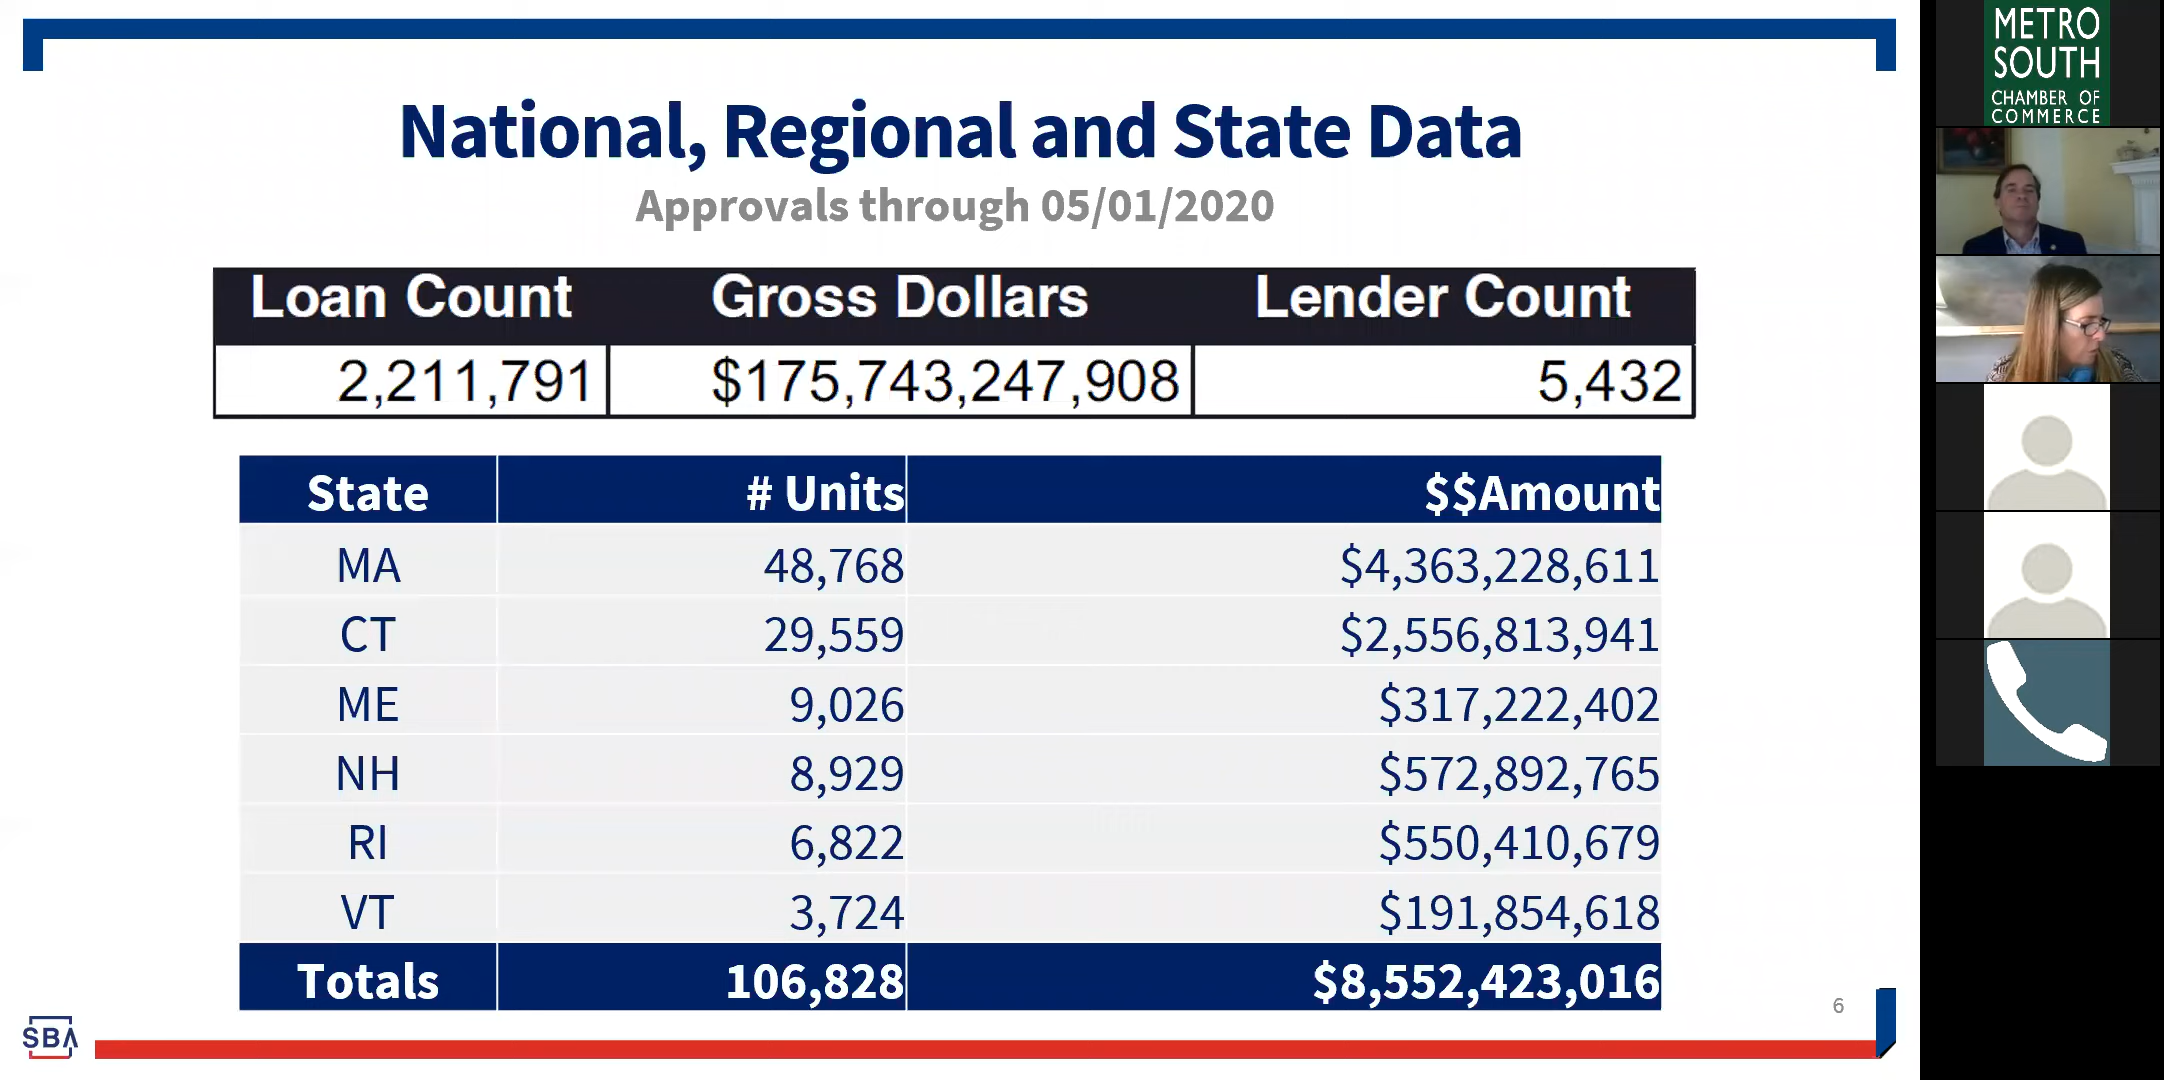 National, Regional and State Data
Approvals through 05/01/2020
Loan Count Gross Dollars Lender Count
2,211,791 $175,743,247,908 5,432
State # Units $$Amount
MA 48,768 $4,363,228,611
CT 29,559 $2,556,813,941
ME 9,026 $317,222,402
NH 8,929 $572,892,765
RI 6,822 $550,410,679
VT 3,724 $191,854,618
Totals 106,828 $8,552,423,016
6
SBA
METRO
SOUTH
CHAMBER OF
COMMERCE